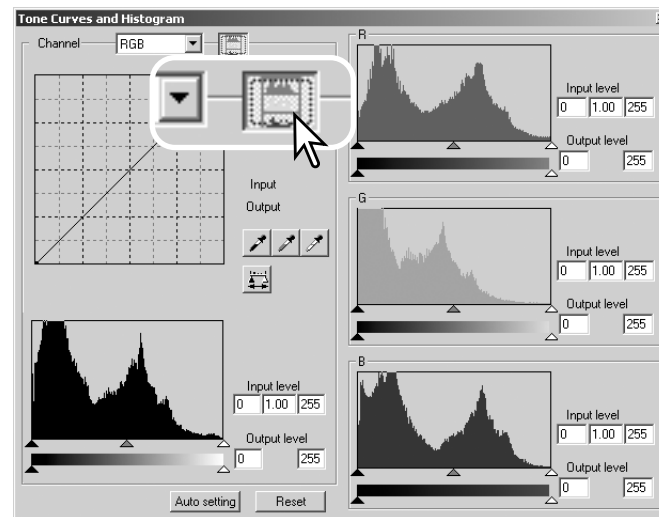 Tone Curves and Histogram
Channel
RGB
Input
Output
Input level
0 1.00 255
Output level
0 255
Auto setting
Reset
R
Input level
0 1.00 255
Output level
0 255
G
Input level
0 1.00 255
Output level
0 255
B
Input level
0 1.00 255
Output level
0 255